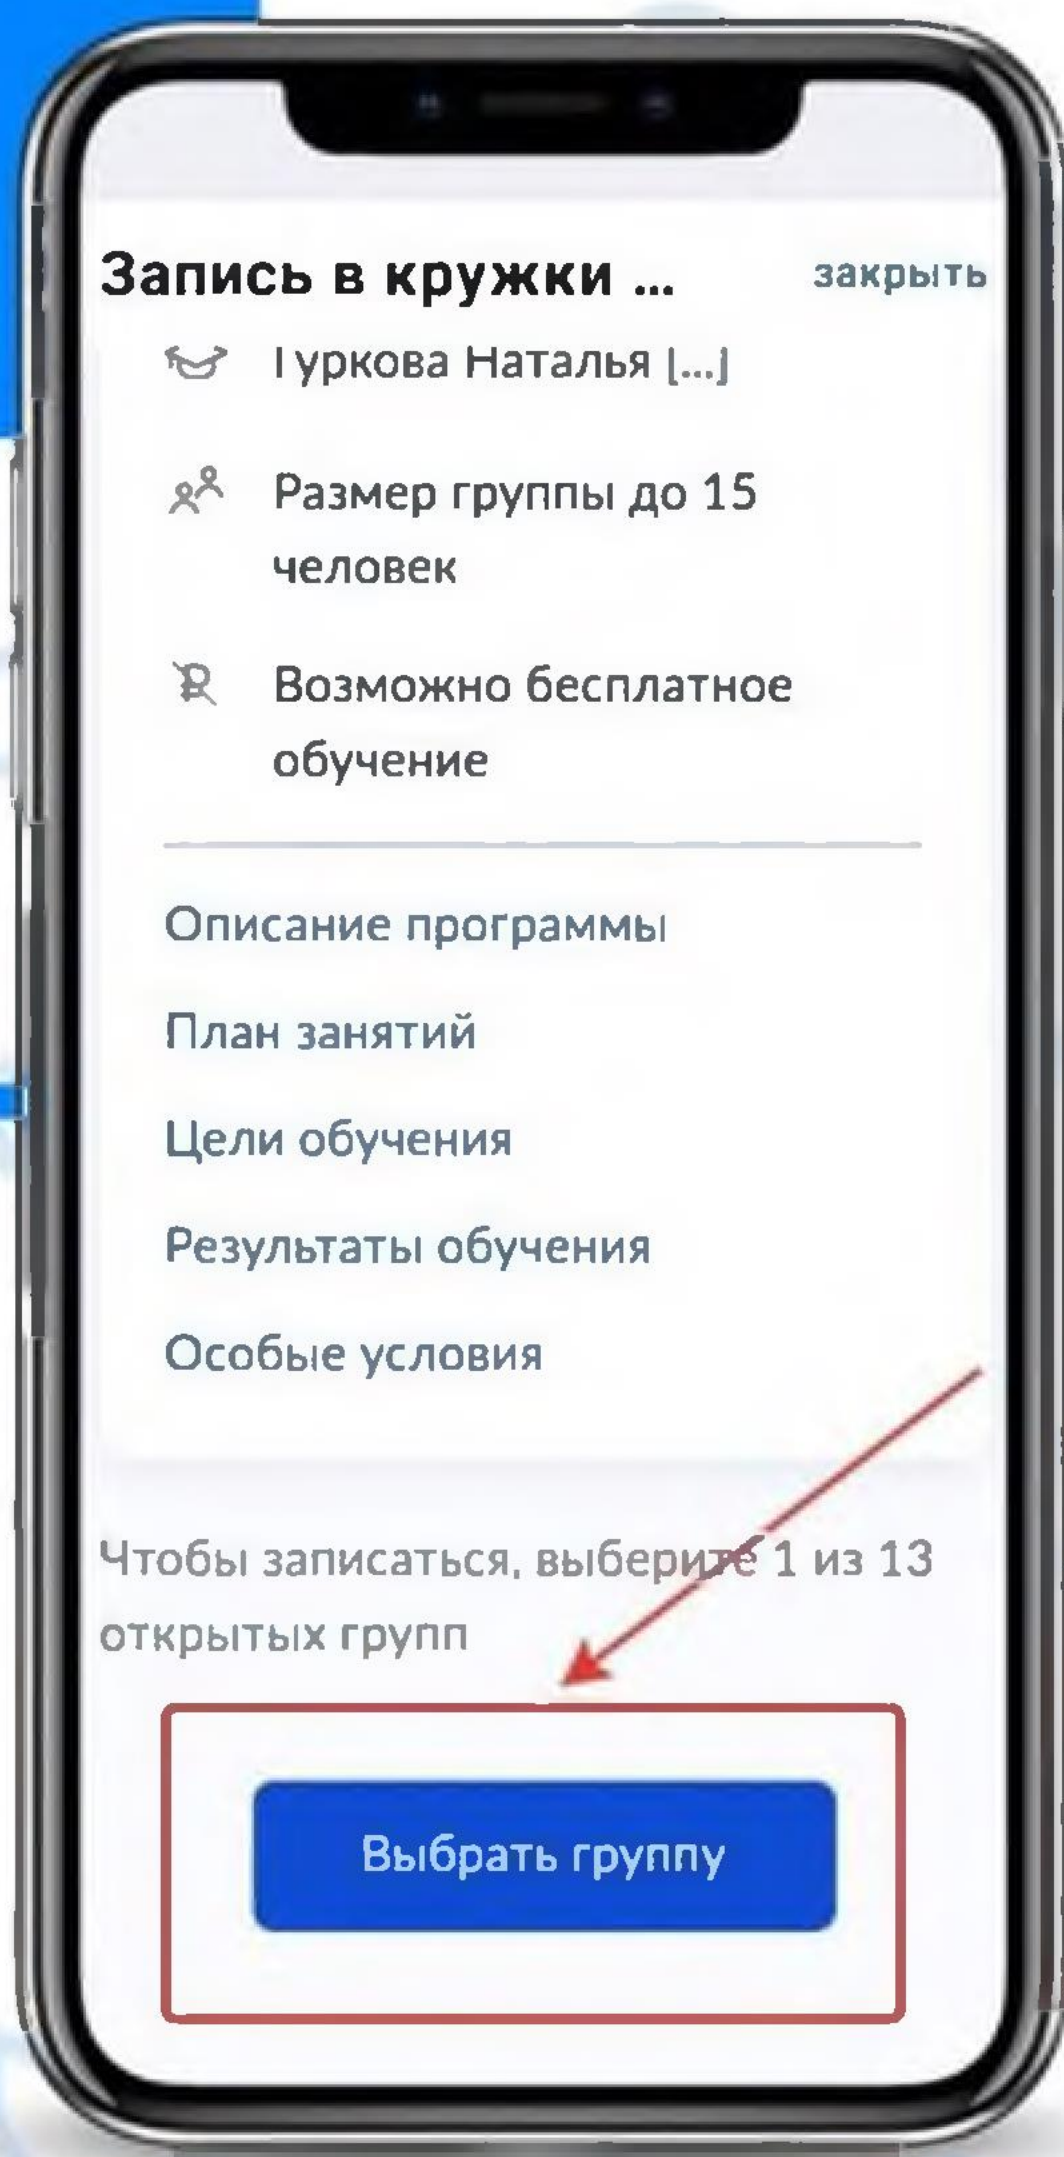 Запись в кружки ...
закрыть
Гуркова Наталья [...]
Размер группы до 15
человек
Возможно бесплатное
обучение
Описание программы
План занятий
Цели обучения
Результаты обучения
Особые условия
Чтобы записаться, выберите 1 из 13
открытых групп
Выбрать группу